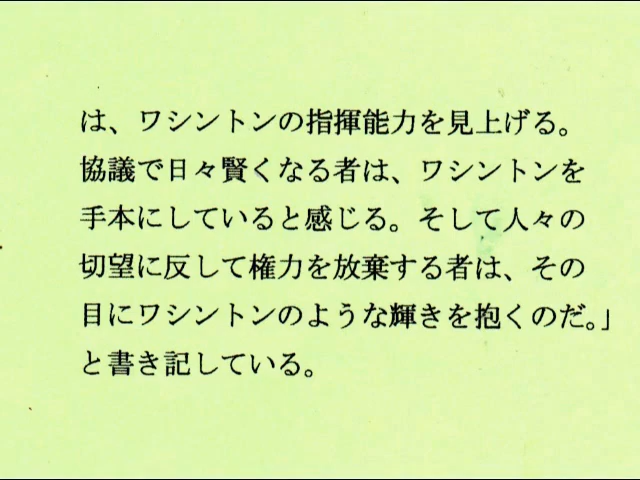 は、ワシントンの指揮能力を見上げる。
協議で日々賢くなる者は、ワシントンを
手本にしていると感じる。そして人々の
切望に反して権力を放棄する者は、その
目にワシントンのような輝きを抱くのだ。」
と書き記している。